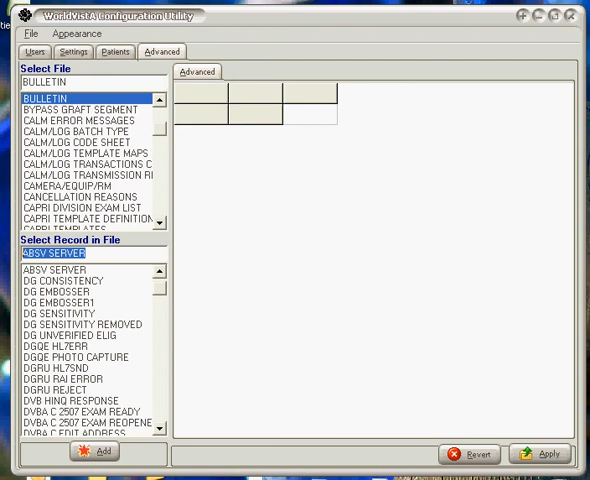 WorldVistA Configuration Utility
File Appearance
Users Settings Patients Advanced
Select File
BULLETIN
BULLETIN
BYPASS GRAFT SEGMENT
CALM ERROR MESSAGES
CALM/LOG BATCH TYPE
CALM/LOG CODE SHEET
CALM/LOG TEMPLATE MAPS
CALM/LOG TRANSACTIONS C
CALM/LOG TRANSMISSION RI
CAMERA/EQUIP/RM
CANCELLATION REASONS
CAPRI DIVISION EXAM LIST
CAPRI TEMPLATE DEFINITION
CAPRI TEMPLATES
Select Record in File
ABSV SERVER
ABSV SERVER
DG CONSISTENCY
DG EMBOSSER
DG EMBOSSER1
DG SENSITIVITY
DG SENSITIVITY REMOVED
DG UNVERIFIED ELIG
DGQE HL7ERR
DGQE PHOTO CAPTURE
DGRU HL7SND
DGRU RAI ERROR
DGRU REJECT
DVB HINQ RESPONSE
DVBA C 2507 EXAM READY
DVBA C 2507 EXAM REOPENE
DVBA C EDIT ADDRESS
Add
Advanced
Revert
Apply